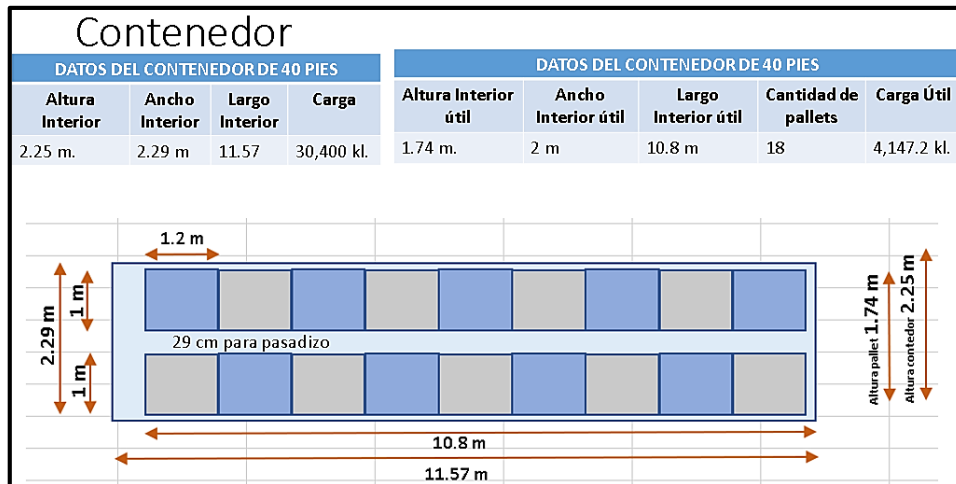 Contenedor
DATOS DEL CONTENEDOR DE 40 PIES
Altura Interior Ancho Interior Largo Interior Carga
2.25 m. 2.29 m 11.57 30,400 kl.
DATOS DEL CONTENEDOR DE 40 PIES
Altura Interior útil Ancho Interior útil Largo Interior útil Cantidad de pallets Carga Útil
1.74 m. 2 m 10.8 m 18 4,147.2 kl.
1.2 m
2.29 m
1 m
1 m
29 cm para pasadizo
Altura pallet 1.74 m
Altura contedor 2.25 m
10.8 m
11.57 m